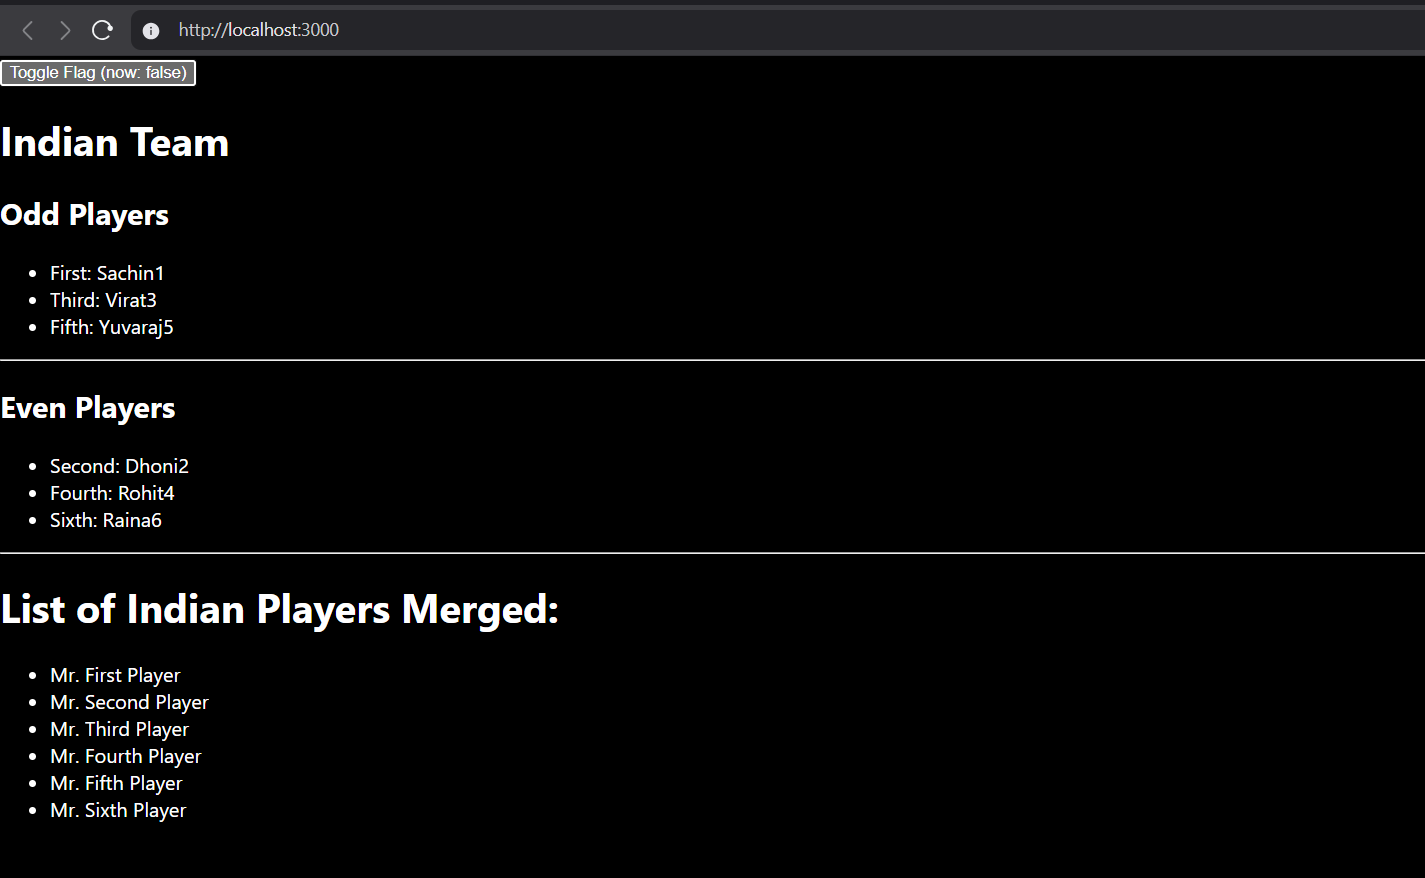 http://localhost:3000
Toggle Flag (now: false)
Indian Team
Odd Players
First: Sachin1
Third: Virat3
Fifth: Yuvaraj5
Even Players
Second: Dhoni2
Fourth: Rohit4
Sixth: Raina6
List of Indian Players Merged:
Mr. First Player
Mr. Second Player
Mr. Third Player
Mr. Fourth Player
Mr. Fifth Player
Mr. Sixth Player